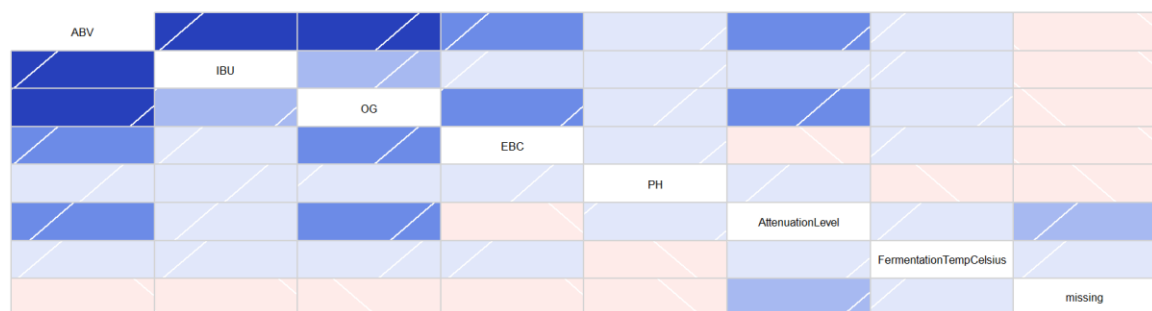 ABV
IBU
OG
EBC
PH
AttenuationLevel
FermentationTempCelsius
missing